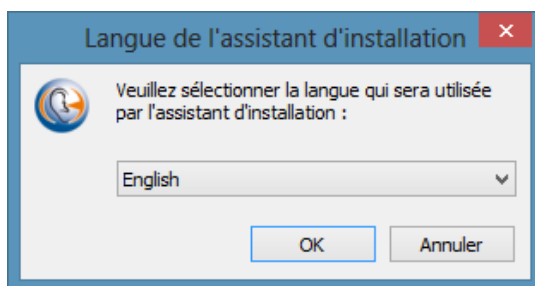 Langue de l'assistant d'installation
Veuillez sélectionner la langue qui sera utilisée
par l'assistant d'installation :
English
OK
Annuler